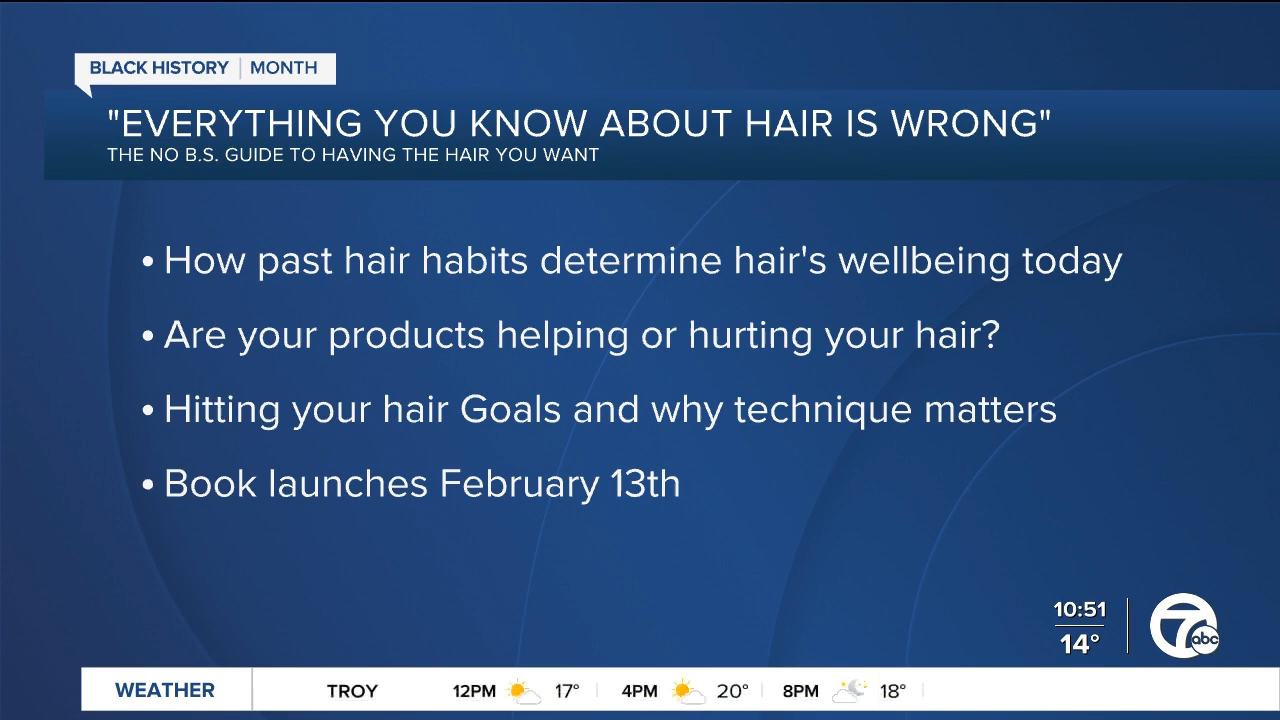 BLACK HISTORY | MONTH
"EVERYTHING YOU KNOW ABOUT HAIR IS WRONG"
THE NO B.S. GUIDE TO HAVING THE HAIR YOU WANT
• How past hair habits determine hair's wellbeing today
• Are your products helping or hurting your hair?
• Hitting your hair Goals and why technique matters
• Book launches February 13th
10:51
14°
7 abc
WEATHER TROY 12PM 17° 4PM 20° 8PM 18°